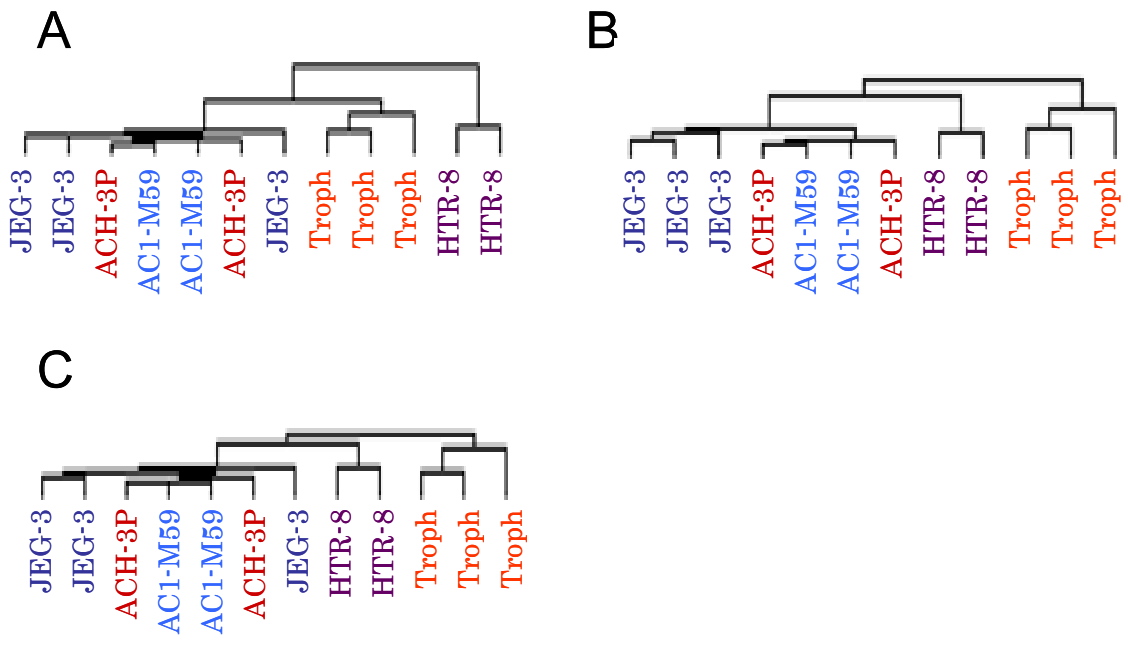 A
JEG-3
JEG-3
ACH-3P
AC1-M59
AC1-M59
ACH-3P
JEG-3
Troph
Troph
Troph
HTR-8
HTR-8
B
JEG-3
JEG-3
JEG-3
ACH-3P
AC1-M59
AC1-M59
ACH-3P
HTR-8
HTR-8
Troph
Troph
Troph
C
JEG-3
JEG-3
ACH-3P
AC1-M59
AC1-M59
ACH-3P
JEG-3
HTR-8
HTR-8
Troph
Troph
Troph